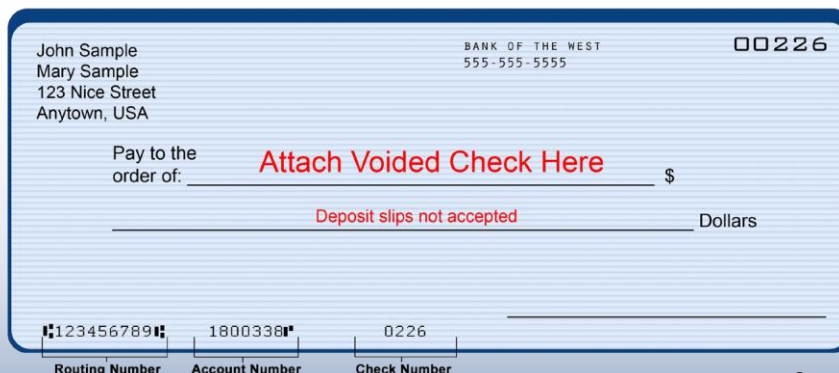 John Sample
Mary Sample
123 Nice Street
Anytown, USA
BANK OF THE WEST
555-555-5555
00226
Pay to the
order of:
Attach Voided Check Here
$
Deposit slips not accepted
Dollars
⑆123456789⑆ 1800338⑈ 0226
Routing Number Account Number Check Number